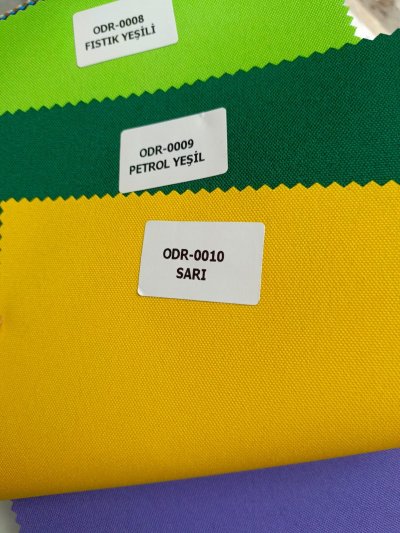 ODR-0008
FISTIK YEŞİLİ
ODR-0009
PETROL YEŞİL
ODR-0010
SARI